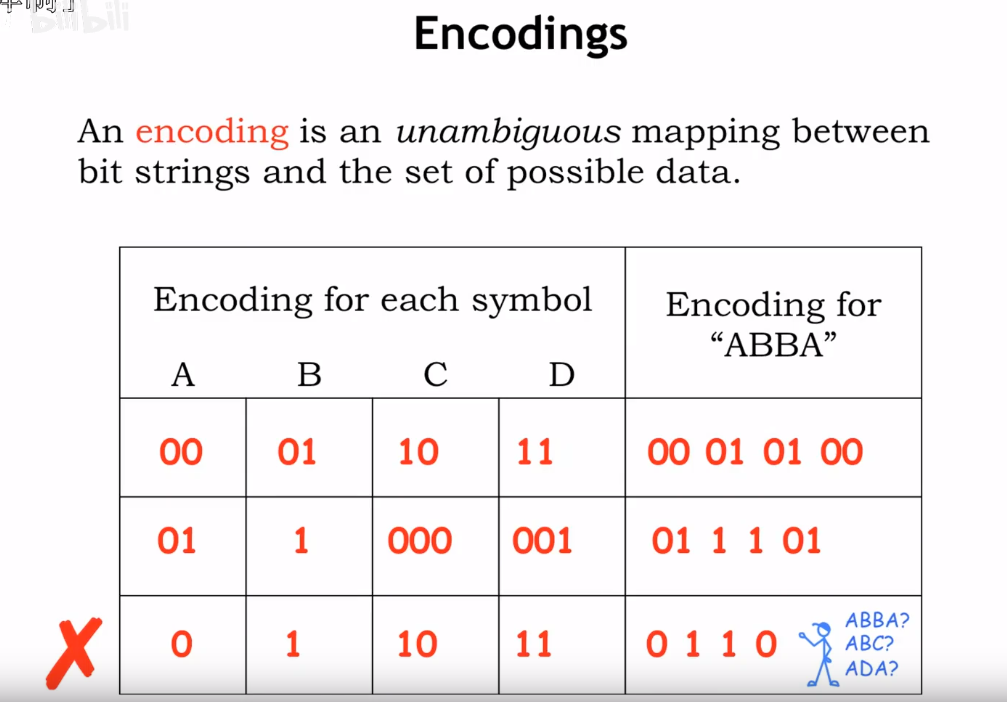 bilibili
Encodings
An encoding is an unambiguous mapping between
bit strings and the set of possible data.
Encoding for each symbol
A B C D
Encoding for
“ABBA”
00 01 10 11 00 01 01 00
01 1 000 001 01 1 1 01
0 1 10 11 0 1 1 0
ABBA?
ABC?
ADA?